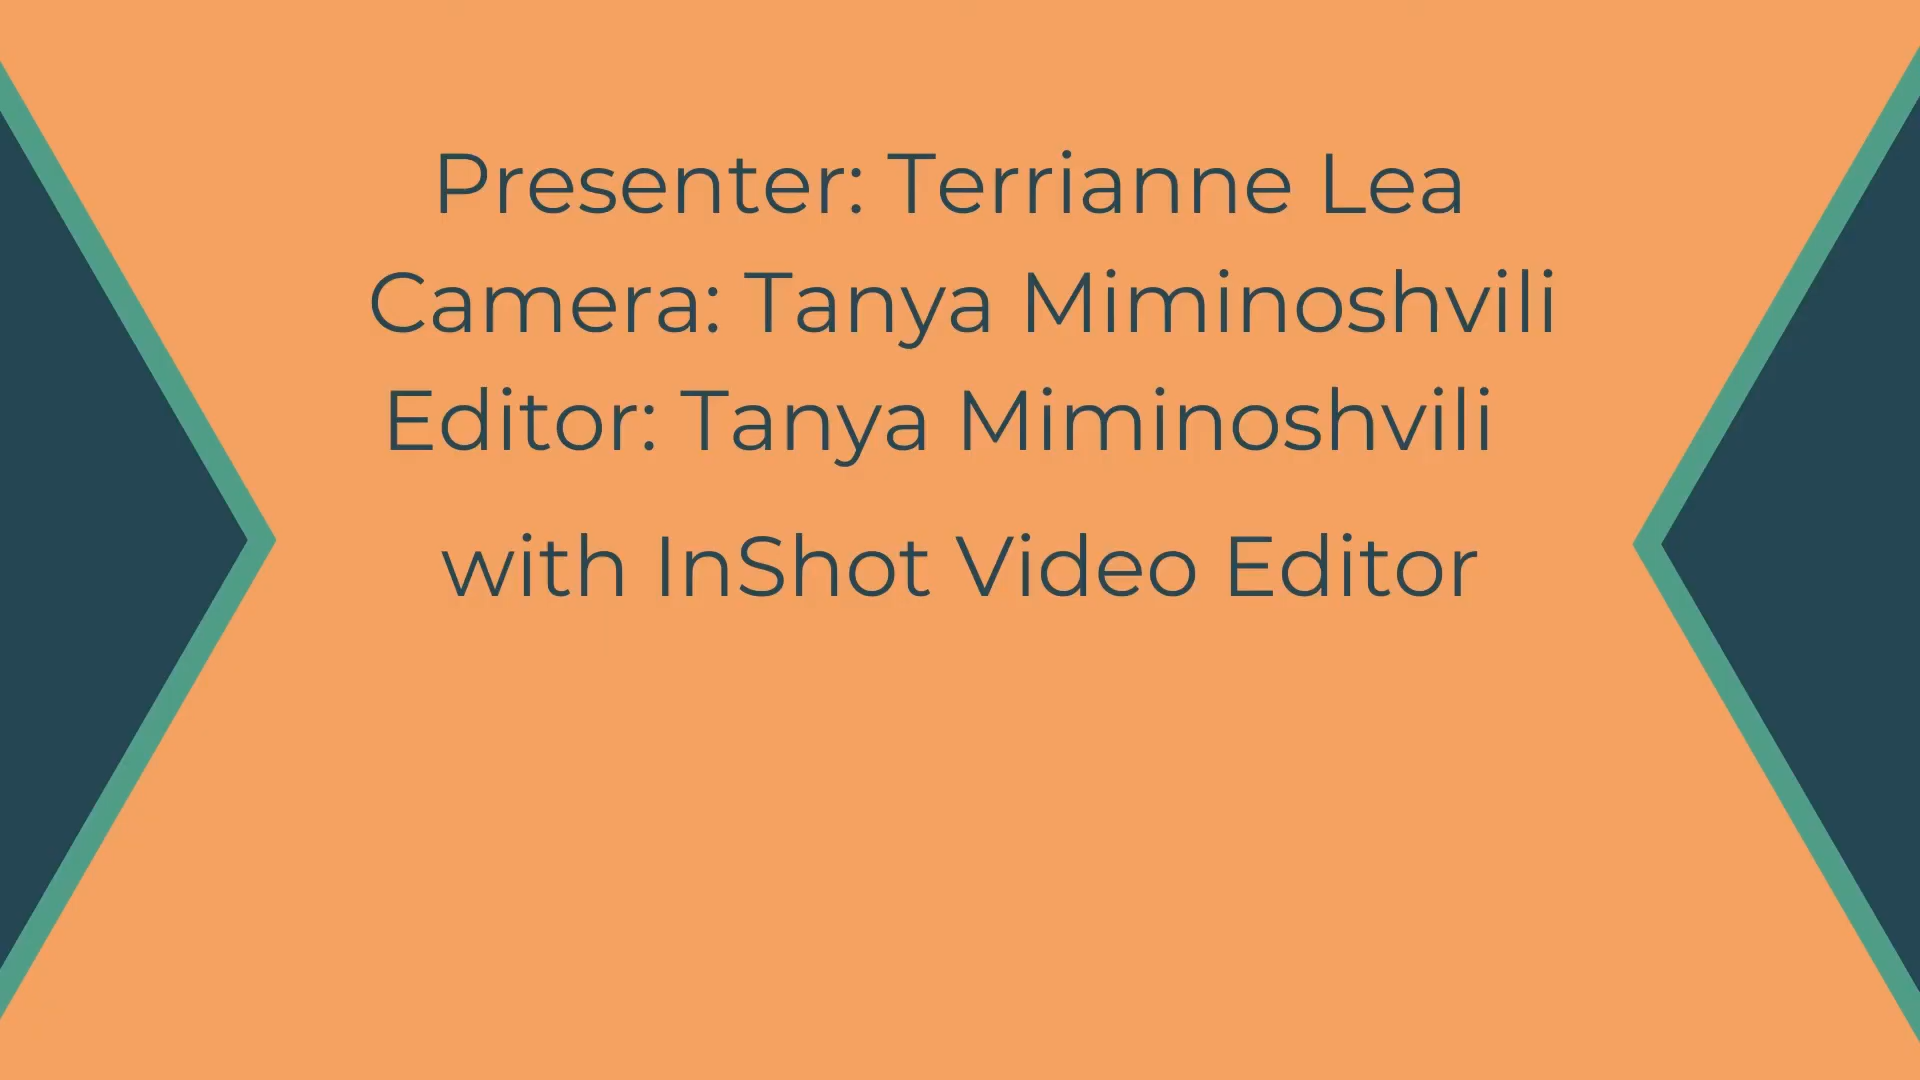 Presenter: Terrianne Lea
Camera: Tanya Miminoshvili
Editor: Tanya Miminoshvili
with InShot Video Editor